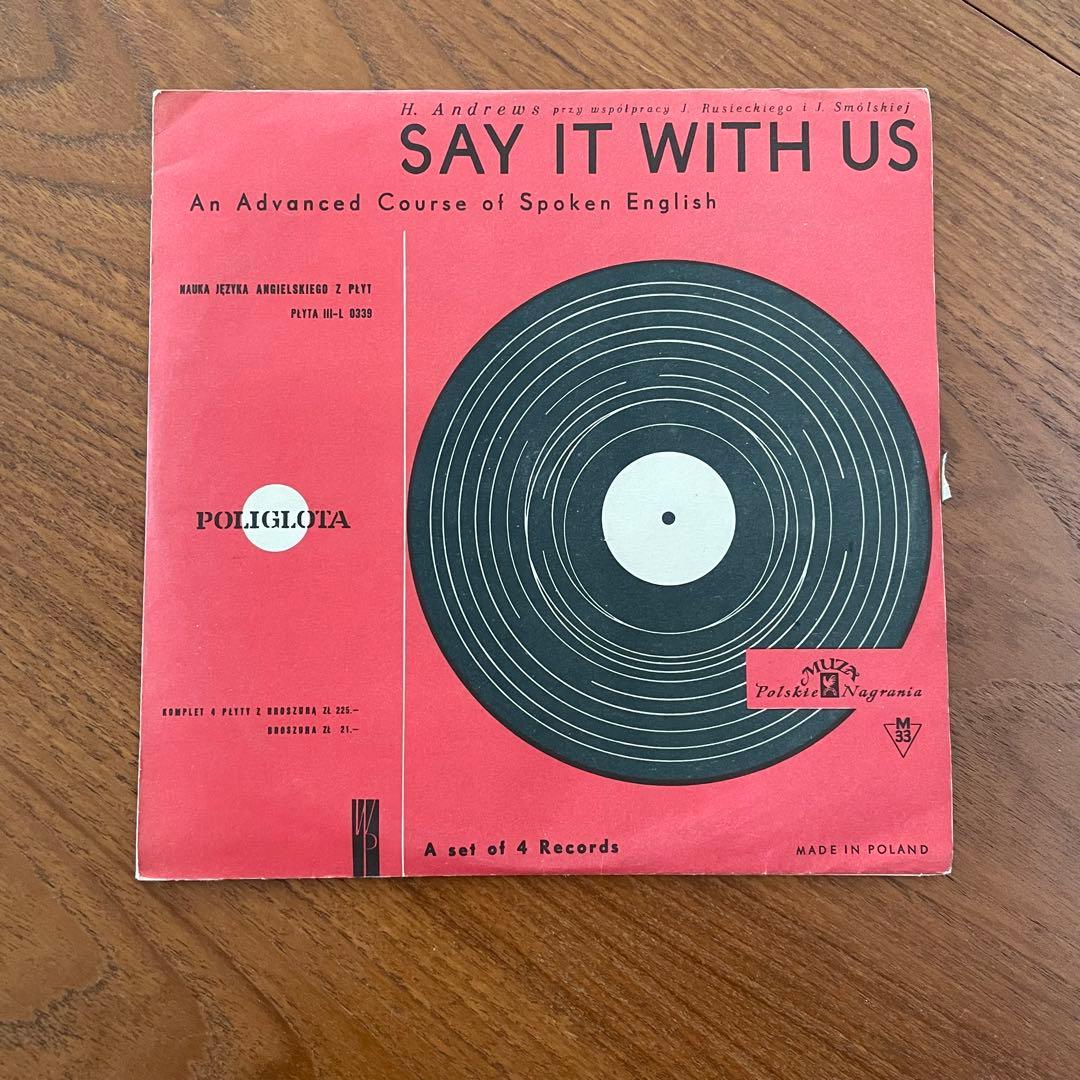 H. Andrews przy współpracy J. Rusieckiego i J. Smólskiej
SAY IT WITH US
An Advanced Course of Spoken English
NAUKA JĘZYKA ANGIELSKIEGO Z PŁYT
PŁYTA III-L 0339
POLIGLOTA
MUZA
Polskie Nagrania
M
33
KOMPLET 4 PŁYTY Z BROSZURĄ ZŁ 225.—
BROSZURA ZŁ 21.—
WP
A set of 4 Records
MADE IN POLAND